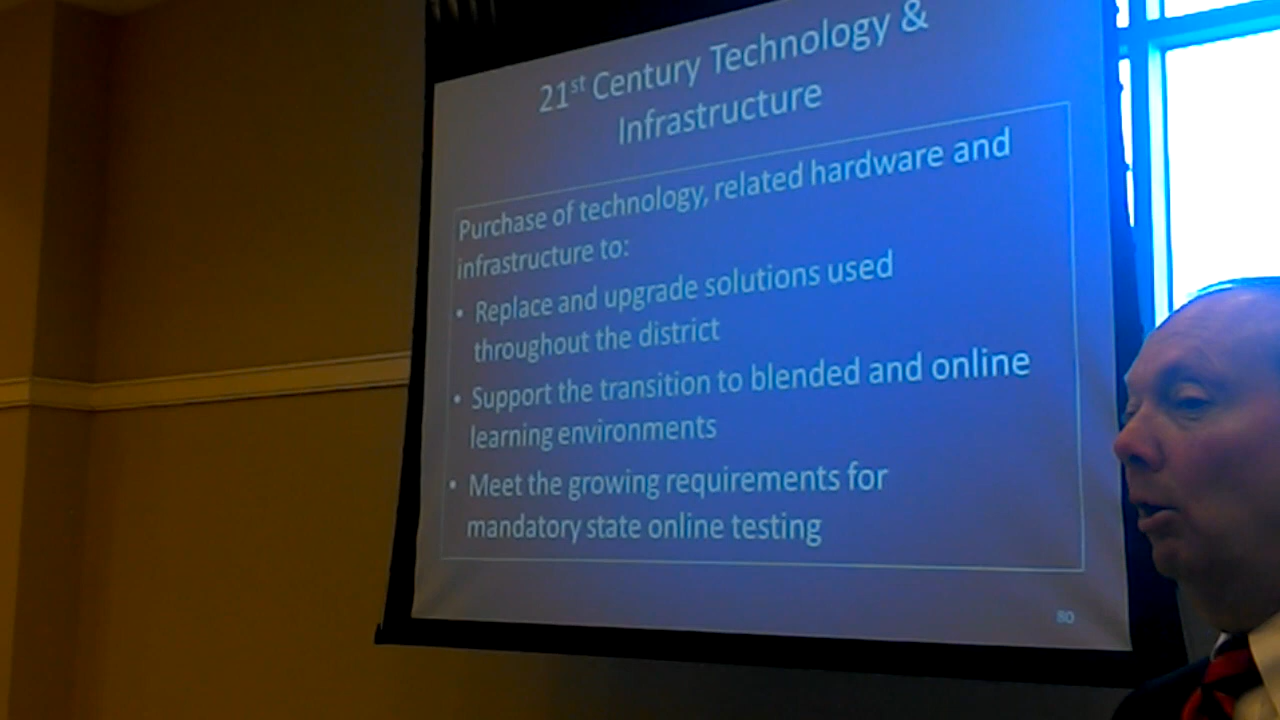 21st Century Technology &
Infrastructure
Purchase of technology, related hardware and
infrastructure to:
• Replace and upgrade solutions used
throughout the district
• Support the transition to blended and online
learning environments
• Meet the growing requirements for
mandatory state online testing
80